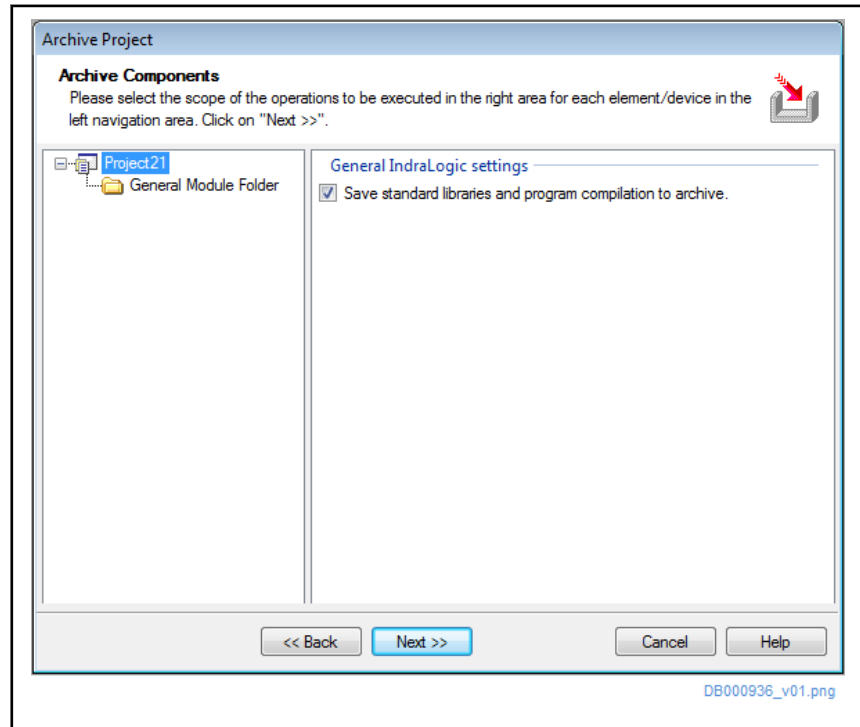 Archive Project
Archive Components
Please select the scope of the operations to be executed in the right area for each element/device in the
left navigation area. Click on "Next >>".
Project21
General Module Folder
General IndraLogic settings
Save standard libraries and program compilation to archive.
<< Back
Next >>
Cancel
Help
DB000936_v01.png